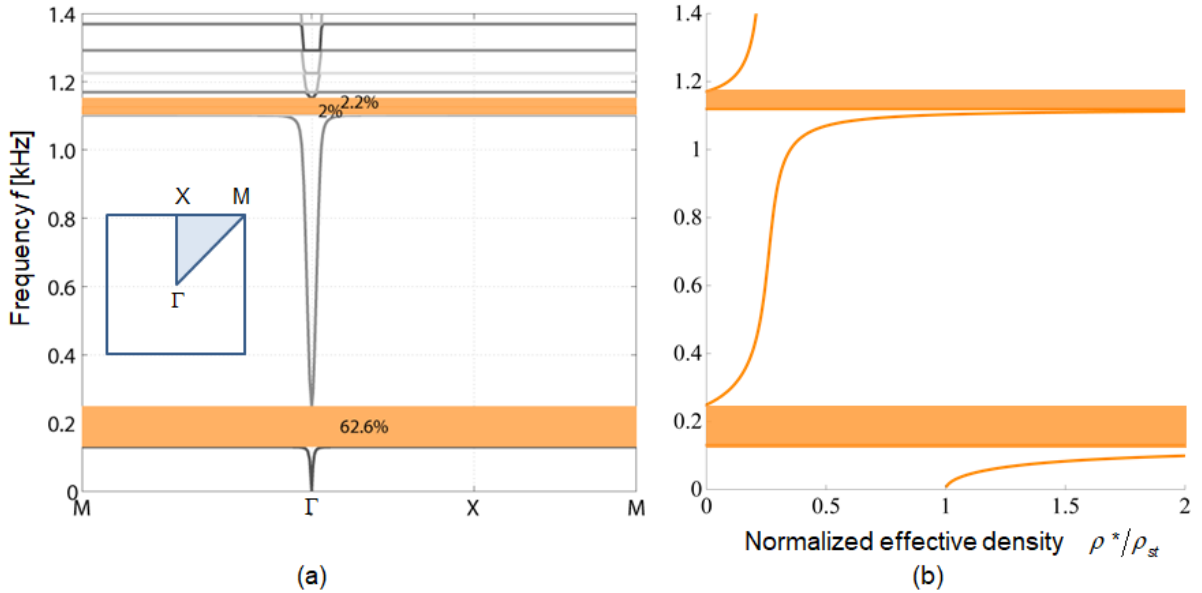 1.4
1.2
1.0
0.8
0.6
0.4
0.2
0
Frequency f [kHz]
2.2%
2%
62.6%
X
M
Γ
M
Γ
X
M
(a)
1.4
1.2
1
0.8
0.6
0.4
0.2
0
0
0.5
1
1.5
2
Normalized effective density ρ*/ρst
(b)